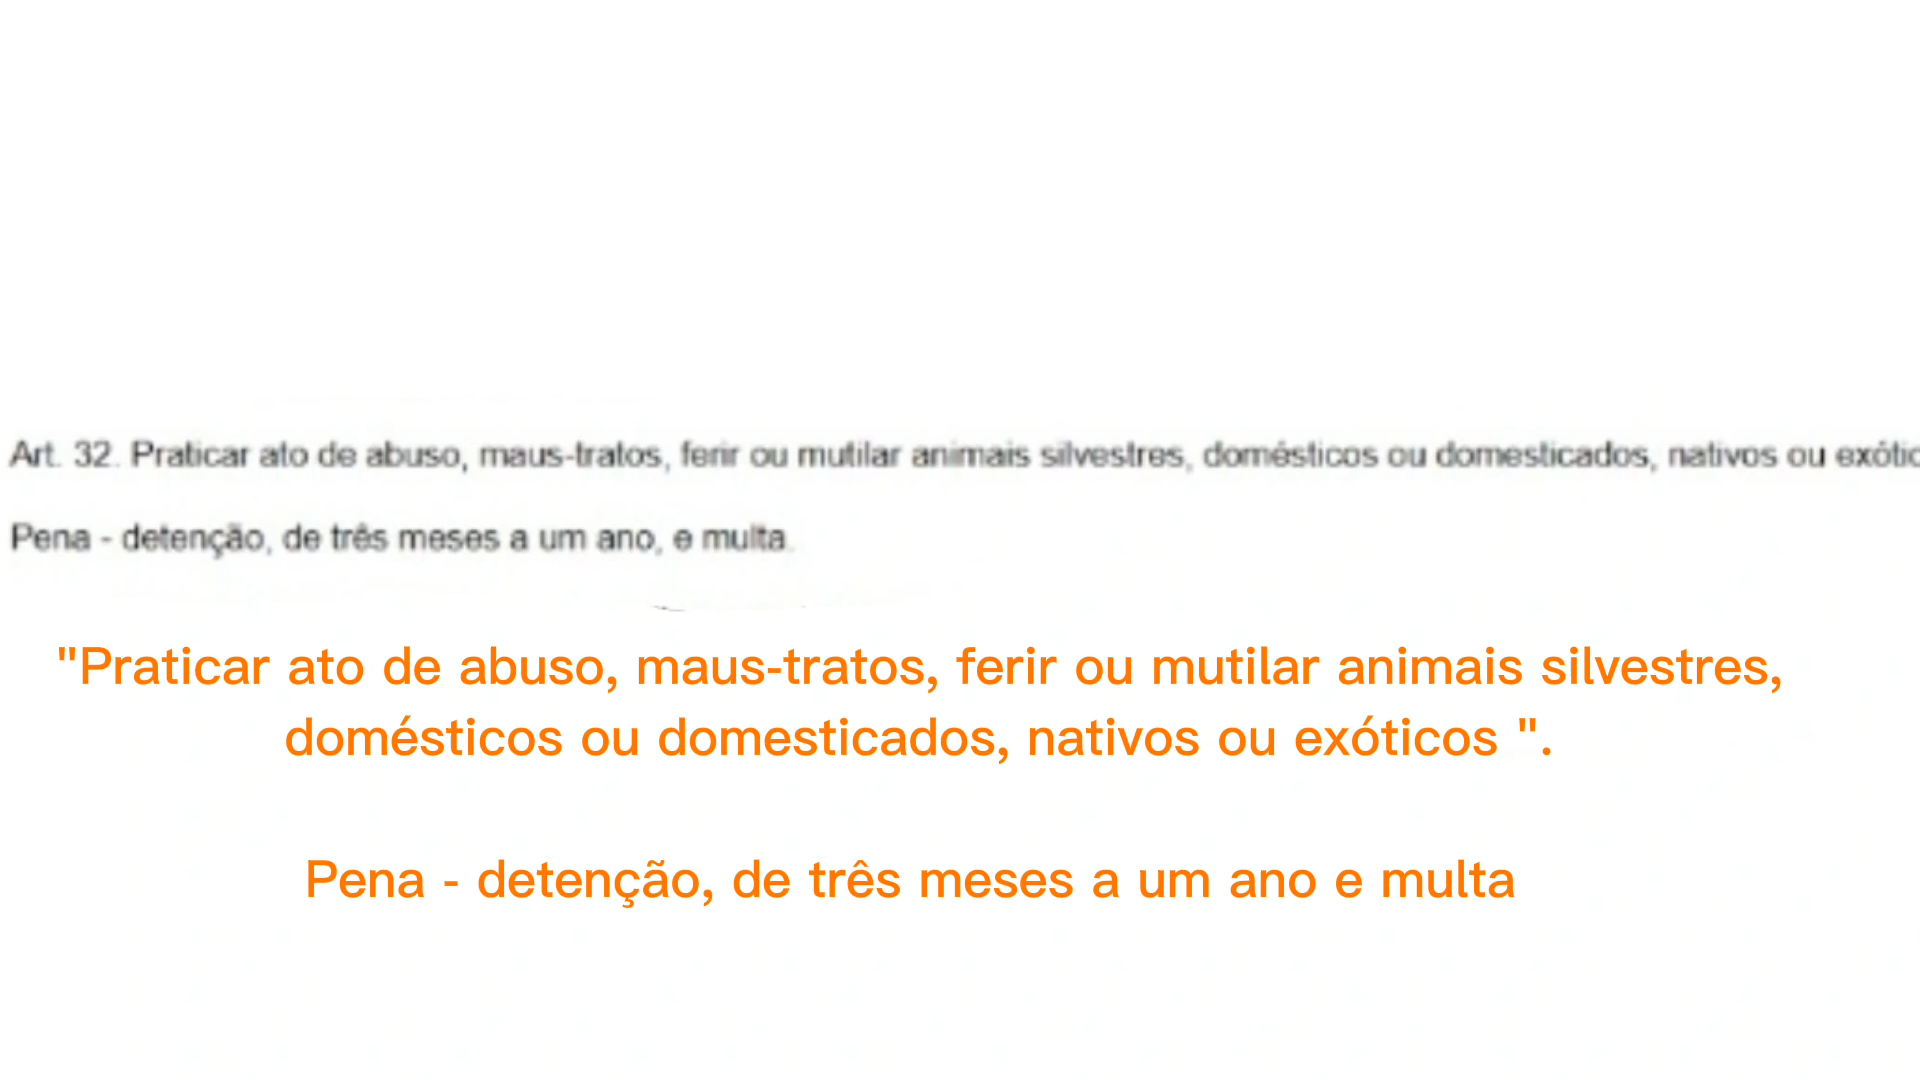 Art. 32. Praticar ato de abuso, maus-tratos, ferir ou mutilar animais silvestres, domésticos ou domesticados, nativos ou exótic
Pena - detenção, de três meses a um ano, e multa.
"Praticar ato de abuso, maus-tratos, ferir ou mutilar animais silvestres,
domésticos ou domesticados, nativos ou exóticos ".
Pena - detenção, de três meses a um ano e multa